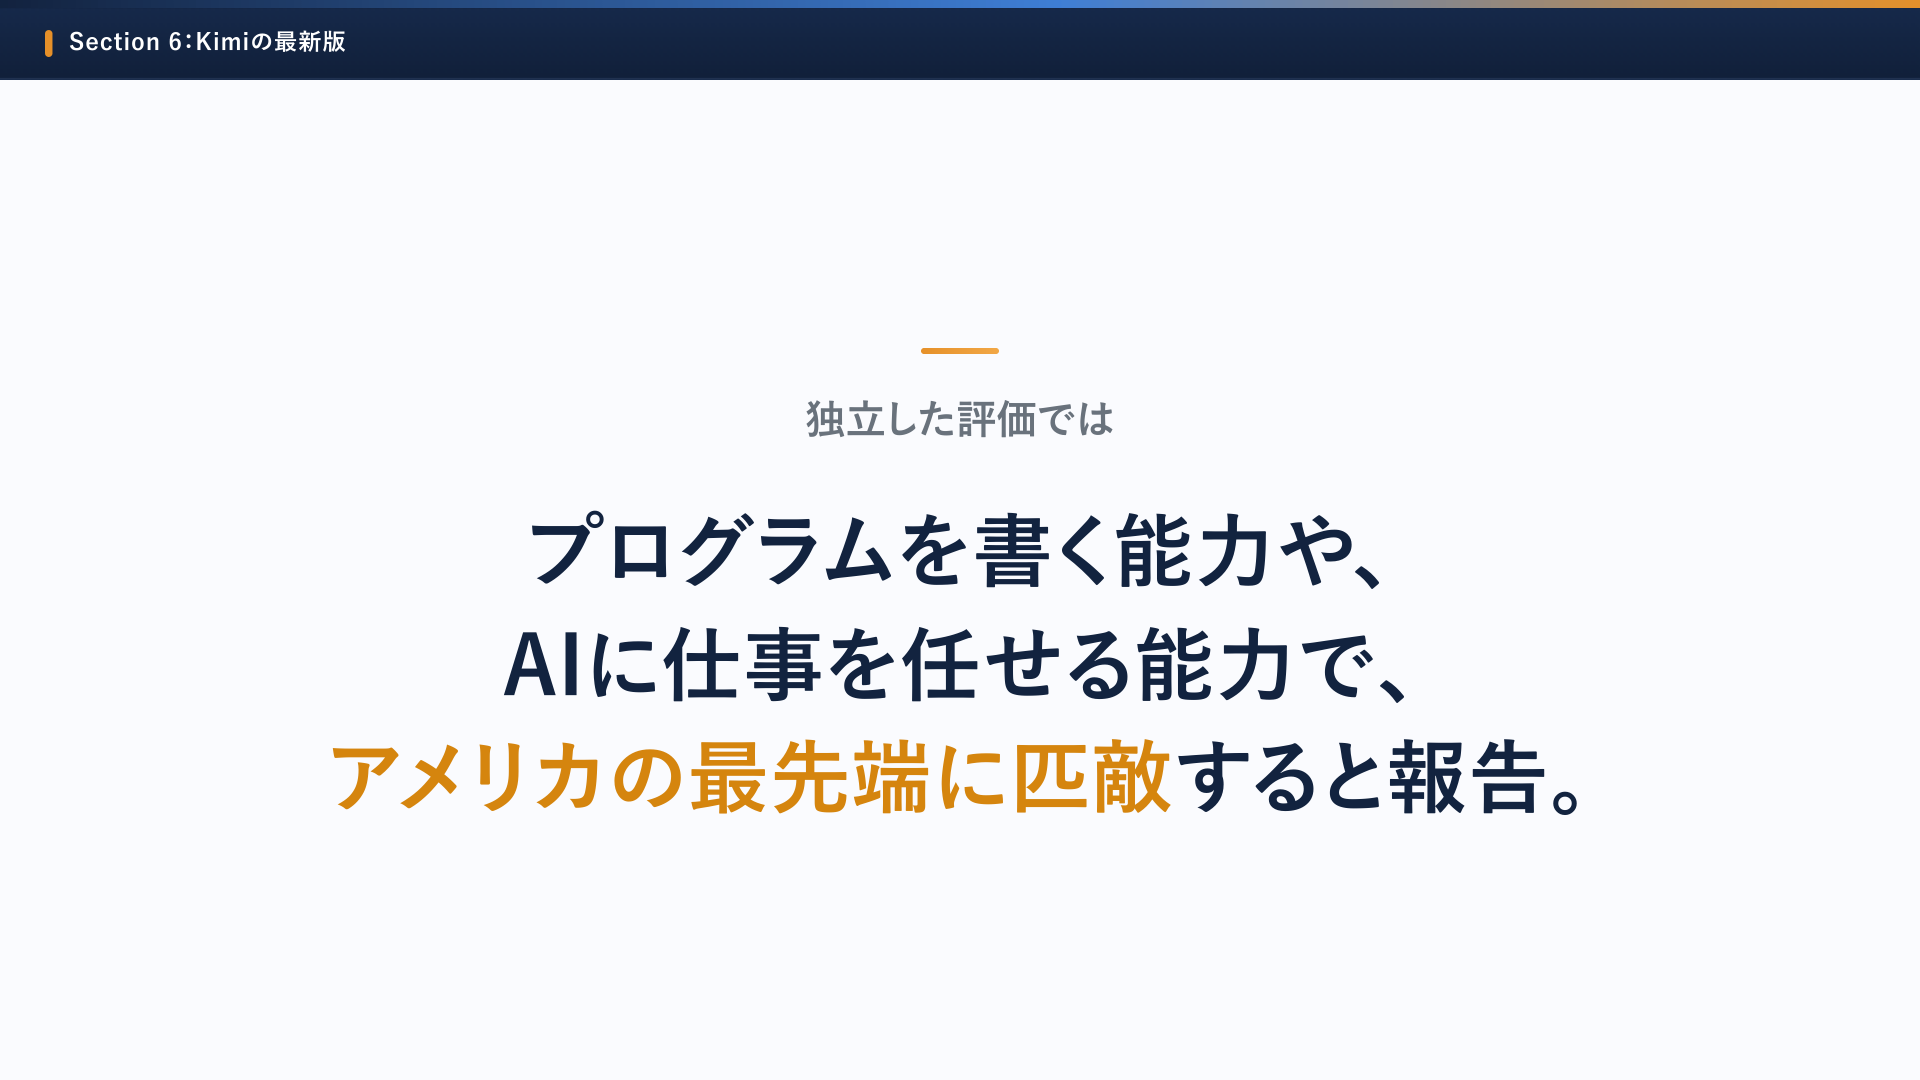 Section 6：Kimiの最新版
独立した評価では
プログラムを書く能力や、
AIに仕事を任せる能力で、
アメリカの最先端に匹敵すると報告。